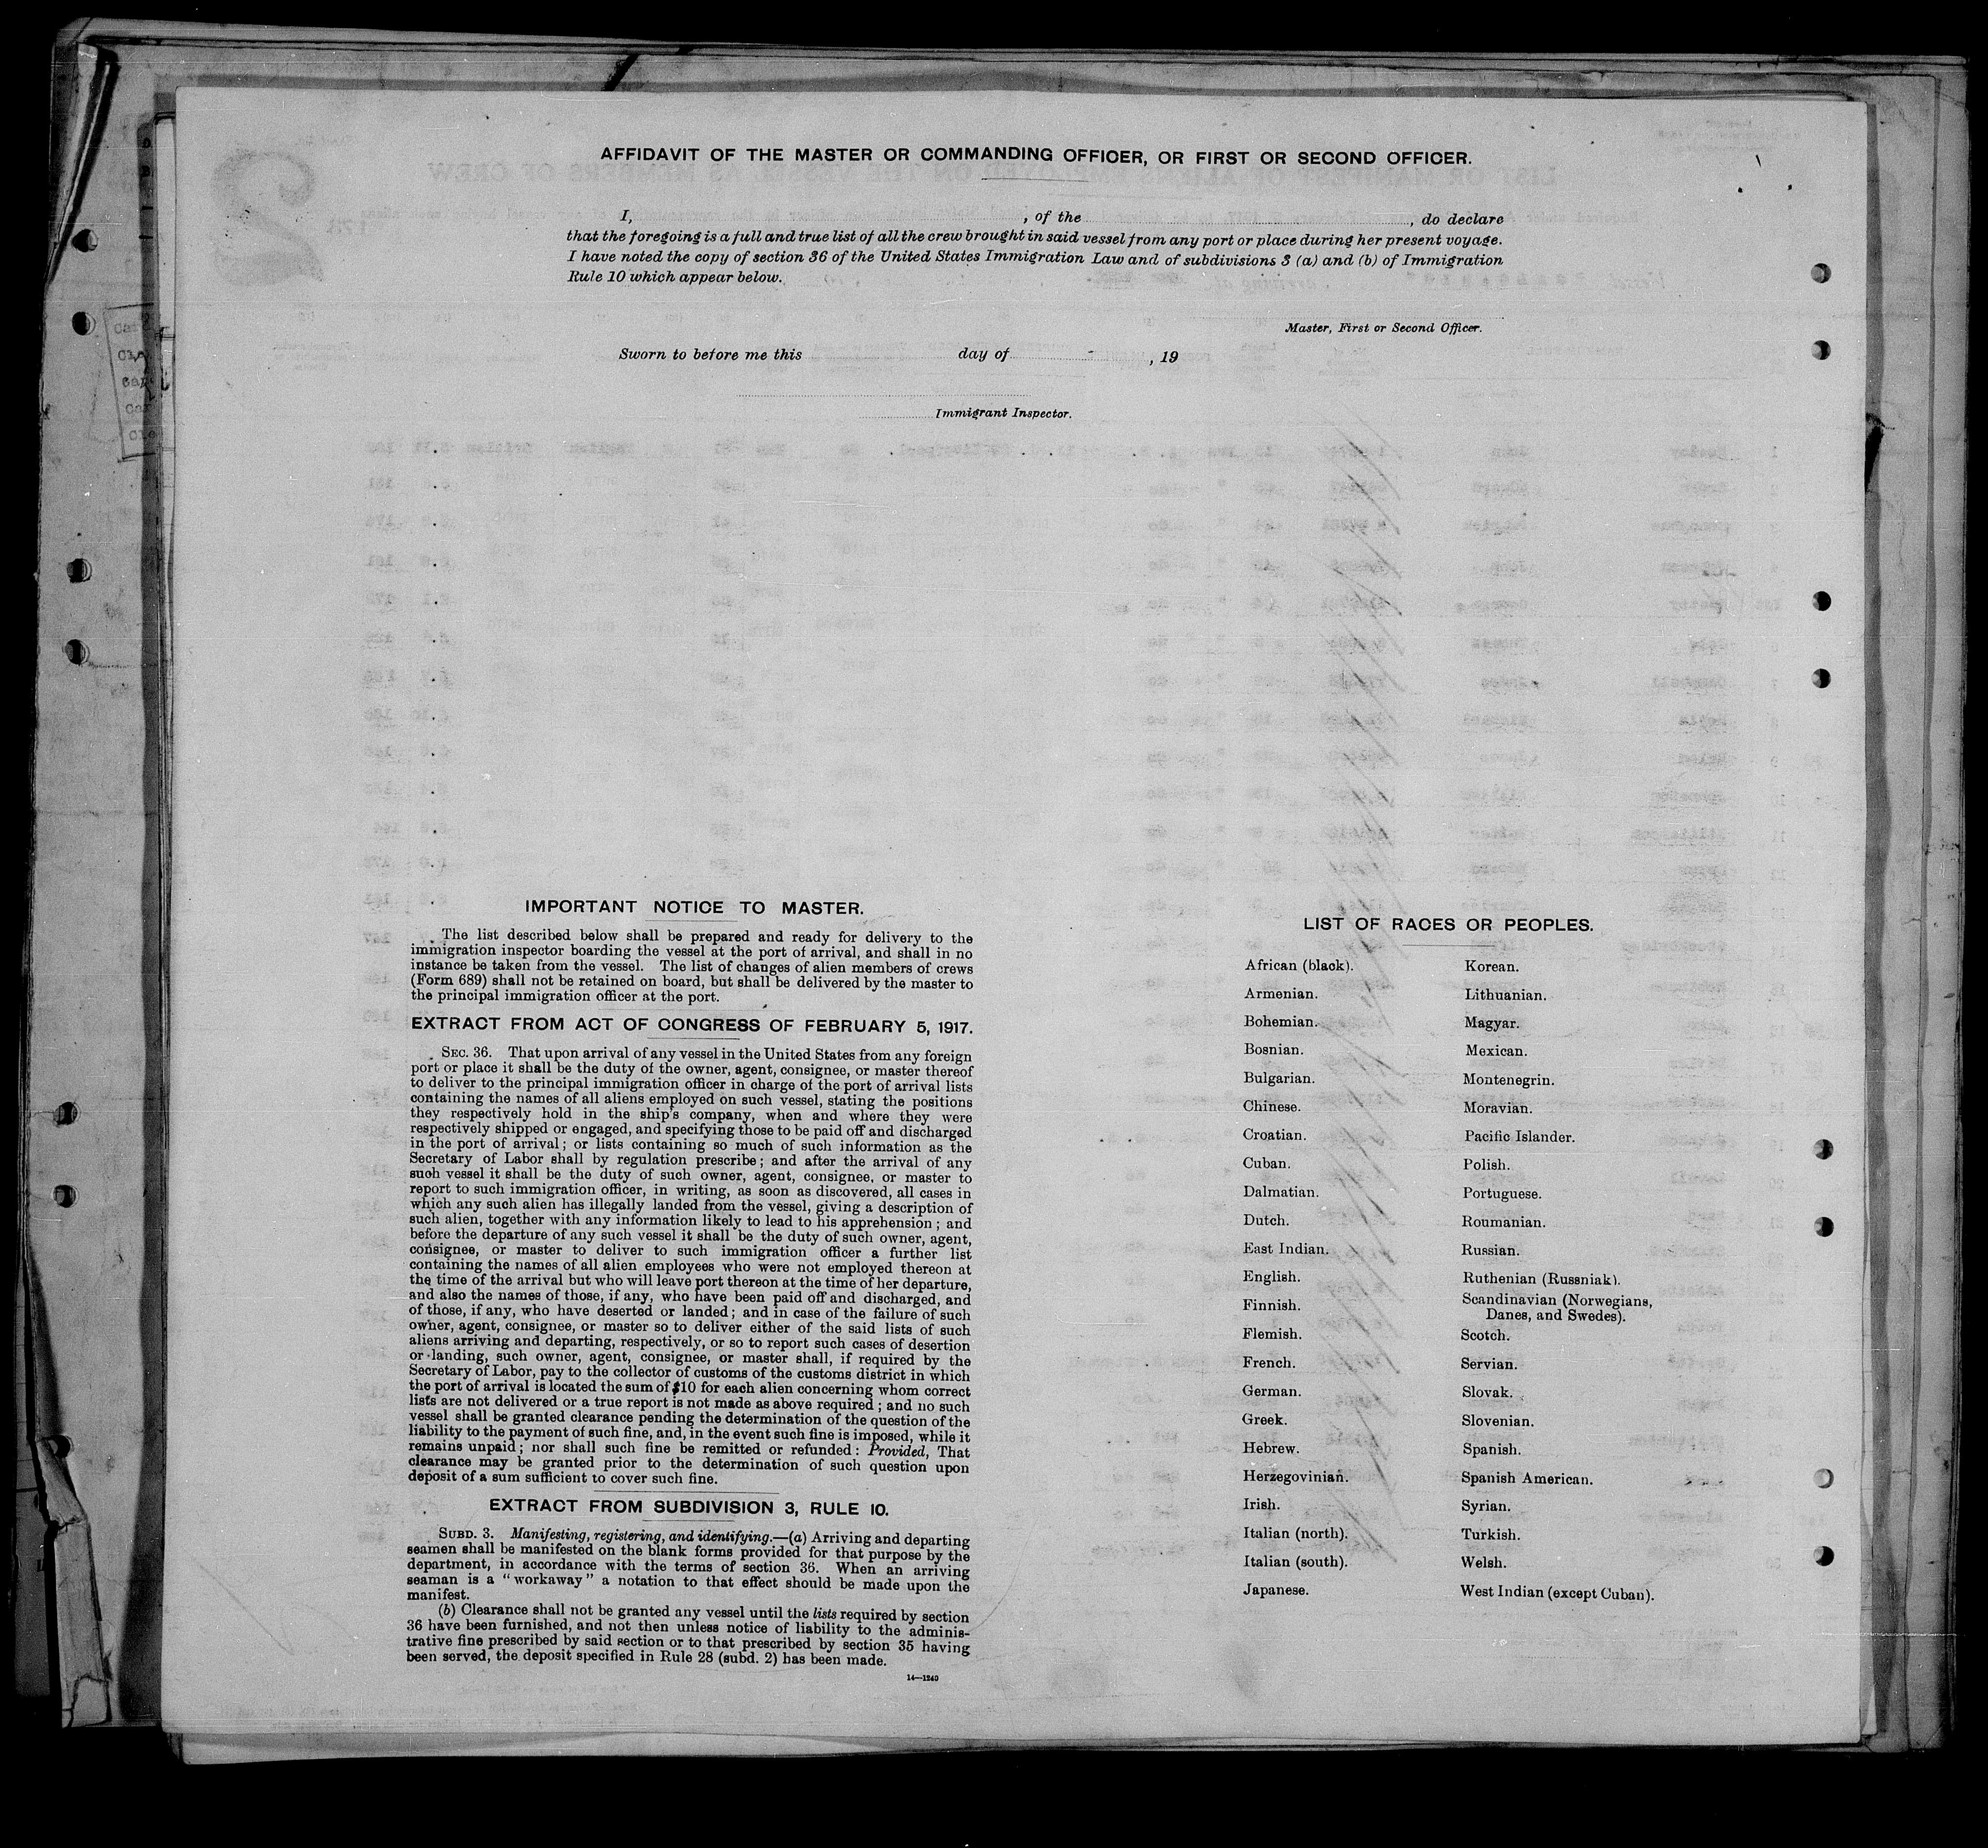 AFFIDAVIT OF THE MASTER OR COMMANDING OFFICER, OR FIRST OR SECOND OFFICER.
I, , of the , do declare
that the foregoing is a full and true list of all the crew brought in said vessel from any port or place during her present voyage.
I have noted the copy of section 36 of the United States Immigration Law and of subdivisions 3 (a) and (b) of Immigration
Rule 10 which appear below.
Master, First or Second Officer.
Sworn to before me this day of , 19
Immigrant Inspector.
IMPORTANT NOTICE TO MASTER.
The list described below shall be prepared and ready for delivery to the
immigration inspector boarding the vessel at the port of arrival, and shall in no
instance be taken from the vessel. The list of changes of alien members of crews
(Form 689) shall not be retained on board, but shall be delivered by the master to
the principal immigration officer at the port.
EXTRACT FROM ACT OF CONGRESS OF FEBRUARY 5, 1917.
SEC. 36. That upon arrival of any vessel in the United States from any foreign
port or place it shall be the duty of the owner, agent, consignee, or master thereof
to deliver to the principal immigration officer in charge of the port of arrival lists
containing the names of all aliens employed on such vessel, stating the positions
they respectively hold in the ship's company, when and where they were
respectively shipped or engaged, and specifying those to be paid off and discharged
in the port of arrival; or lists containing so much of such information as the
Secretary of Labor shall by regulation prescribe; and after the arrival of any
such vessel it shall be the duty of such owner, agent, consignee, or master to
report to such immigration officer, in writing, as soon as discovered, all cases in
which any such alien has illegally landed from the vessel, giving a description of
such alien, together with any information likely to lead to his apprehension; and
before the departure of any such vessel it shall be the duty of such owner, agent,
consignee, or master to deliver to such immigration officer a further list
containing the names of all alien employees who were not employed thereon at
the time of the arrival but who will leave port thereon at the time of her departure,
and also the names of those, if any, who have been paid off and discharged, and
of those, if any, who have deserted or landed; and in case of the failure of such
owner, agent, consignee, or master so to deliver either of the said lists of such
aliens arriving and departing, respectively, or so to report such cases of desertion
or landing, such owner, agent, consignee, or master shall, if required by the
Secretary of Labor, pay to the collector of customs of the customs district in which
the port of arrival is located the sum of $10 for each alien concerning whom correct
lists are not delivered or a true report is not made as above required; and no such
vessel shall be granted clearance pending the determination of the question of the
liability to the payment of such fine, and, in the event such fine is imposed, while it
remains unpaid; nor shall such fine be remitted or refunded: Provided, That
clearance may be granted prior to the determination of such question upon
deposit of a sum sufficient to cover such fine.
EXTRACT FROM SUBDIVISION 3, RULE 10.
SUBD. 3. Manifesting, registering, and identifying.—(a) Arriving and departing
seamen shall be manifested on the blank forms provided for that purpose by the
department, in accordance with the terms of section 36. When an arriving
seaman is a "workaway" a notation to that effect should be made upon the
manifest.
(b) Clearance shall not be granted any vessel until the lists required by section
36 have been furnished, and not then unless notice of liability to the adminis-
trative fine prescribed by said section or to that prescribed by section 35 having
been served, the deposit specified in Rule 28 (subd. 2) has been made.
14—1240
LIST OF RACES OR PEOPLES.
African (black).
Armenian.
Bohemian.
Bosnian.
Bulgarian.
Chinese.
Croatian.
Cuban.
Dalmatian.
Dutch.
East Indian.
English.
Finnish.
Flemish.
French.
German.
Greek.
Hebrew.
Herzegovinian.
Irish.
Italian (north).
Italian (south).
Japanese.
Korean.
Lithuanian.
Magyar.
Mexican.
Montenegrin.
Moravian.
Pacific Islander.
Polish.
Portuguese.
Roumanian.
Russian.
Ruthenian (Russniak).
Scandinavian (Norwegians,
Danes, and Swedes).
Scotch.
Servian.
Slovak.
Slovenian.
Spanish.
Spanish American.
Syrian.
Turkish.
Welsh.
West Indian (except Cuban).